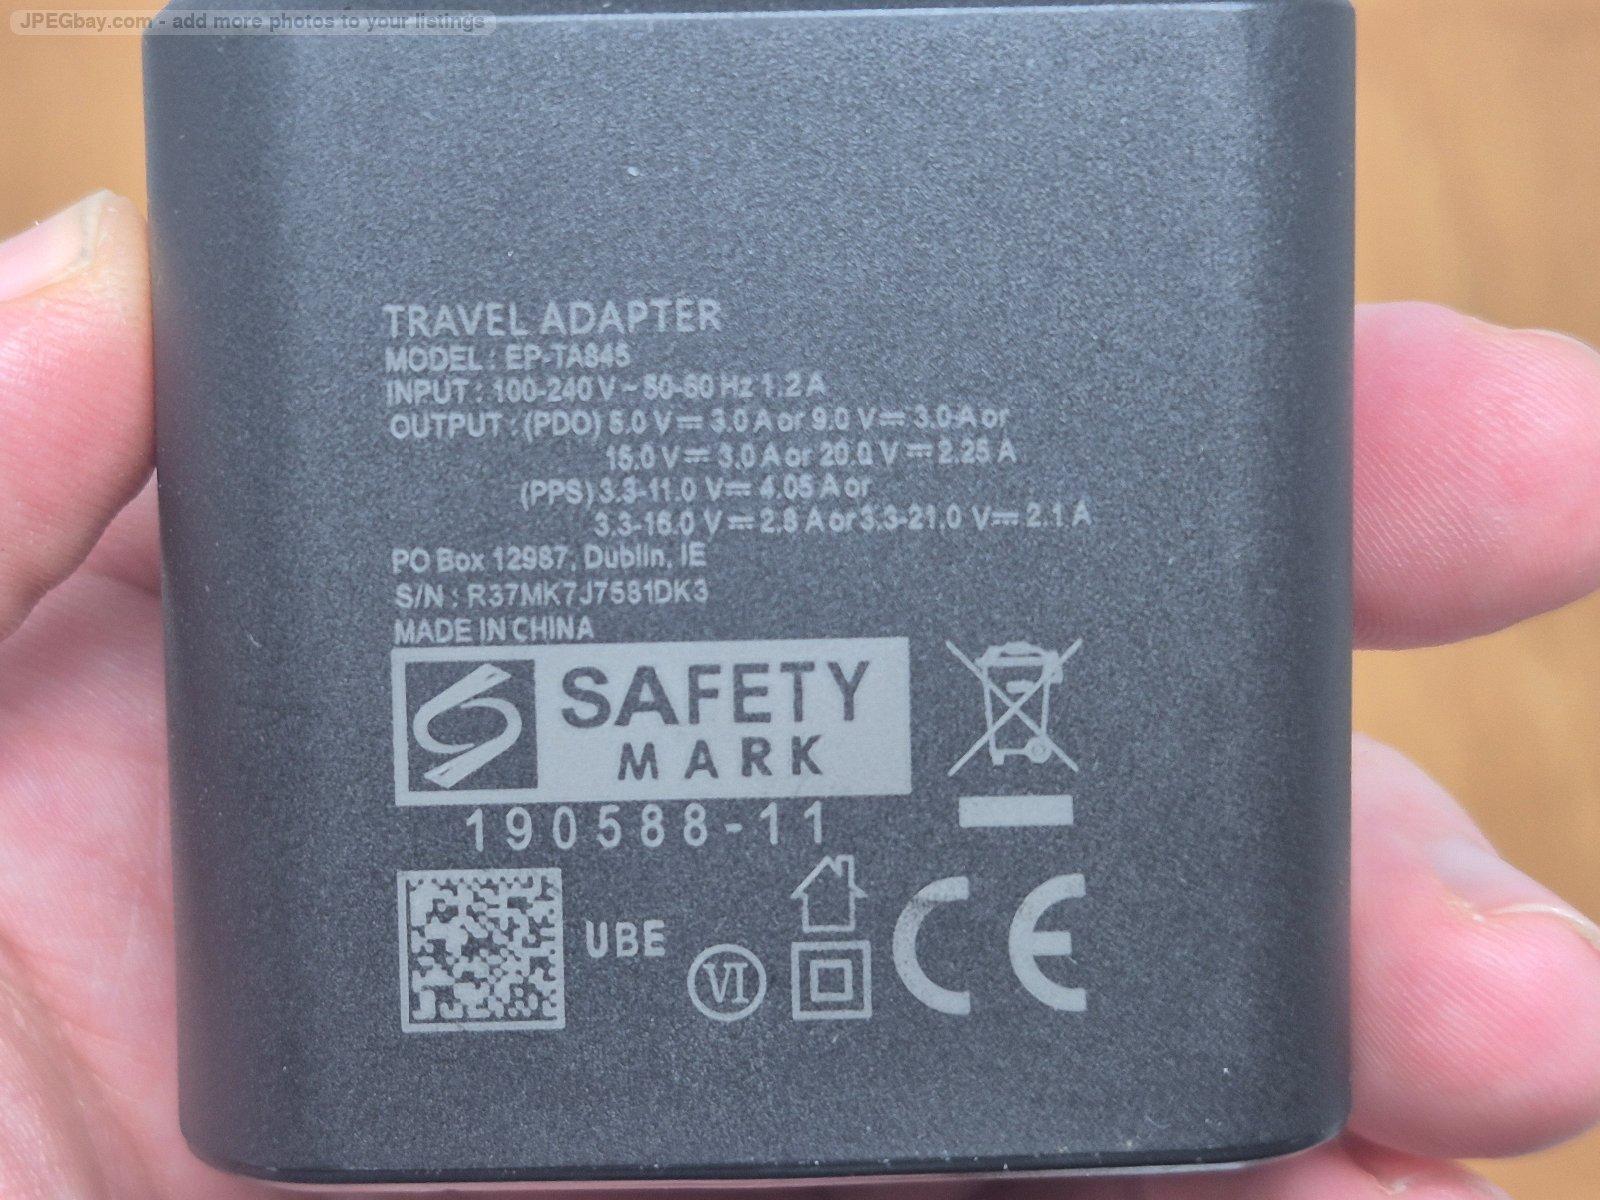 JPEGbay.com - add more photos to your listings
TRAVEL ADAPTER
MODEL : EP-TA845
INPUT : 100-240 V ~ 50-60 Hz 1.2 A
OUTPUT : (PDO) 5.0 V ⎓ 3.0 A or 9.0 V ⎓ 3.0 A or
15.0 V ⎓ 3.0 A or 20.0 V ⎓ 2.25 A
(PPS) 3.3-11.0 V ⎓ 4.05 A or
3.3-16.0 V ⎓ 2.8 A or 3.3-21.0 V ⎓ 2.1 A
PO Box 12987, Dublin, IE
S/N : R37MK7J7581DK3
MADE IN CHINA
SAFETY
MARK
190588-11
UBE
VI
CE